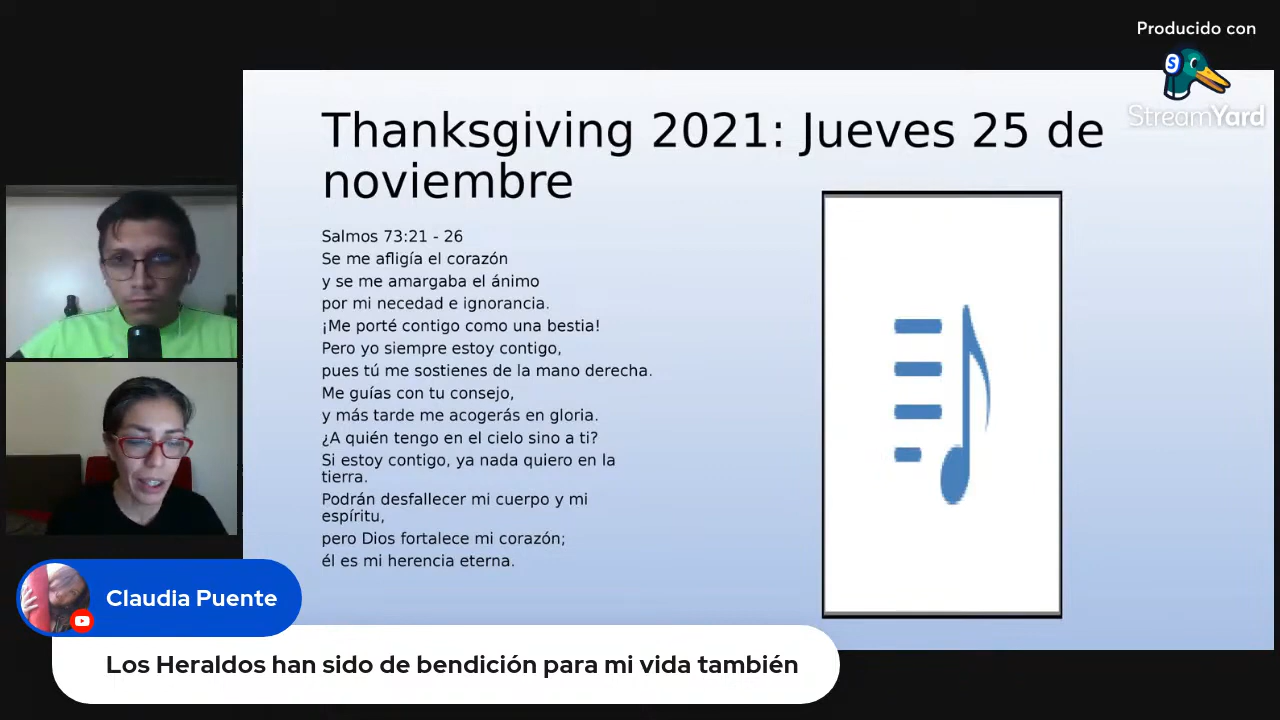 Producido con
StreamYard
Thanksgiving 2021: Jueves 25 de
noviembre
Salmos 73:21 - 26
Se me afligía el corazón
y se me amargaba el ánimo
por mi necedad e ignorancia.
¡Me porté contigo como una bestia!
Pero yo siempre estoy contigo,
pues tú me sostienes de la mano derecha.
Me guías con tu consejo,
y más tarde me acogerás en gloria.
¿A quién tengo en el cielo sino a ti?
Si estoy contigo, ya nada quiero en la
tierra.
Podrán desfallecer mi cuerpo y mi
espíritu,
pero Dios fortalece mi corazón;
él es mi herencia eterna.
Claudia Puente
Los Heraldos han sido de bendición para mi vida también